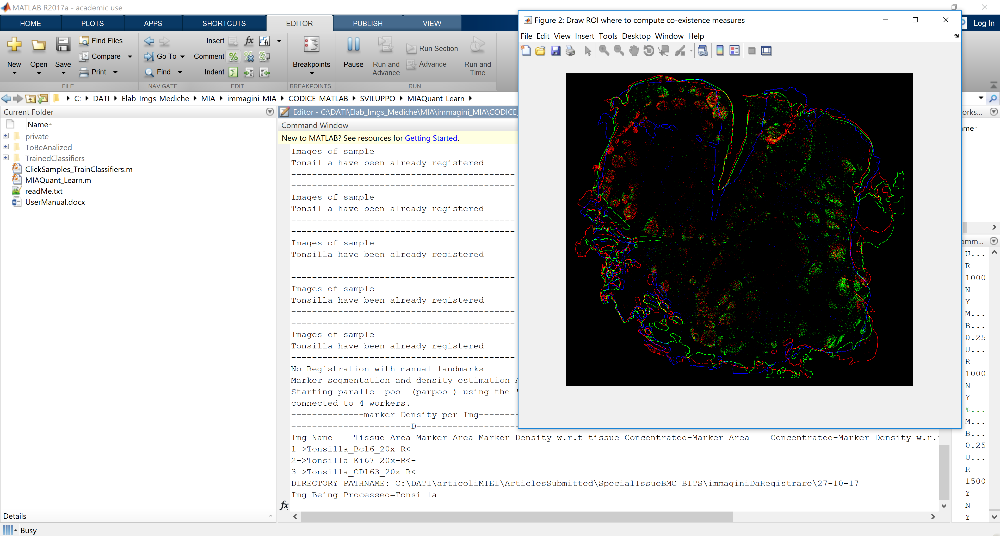 MATLAB R2017a - academic use
HOME PLOTS APPS SHORTCUTS EDITOR PUBLISH VIEW
Log In
New
Open
Save
Find Files
Compare
Print
FILE
Go To
Find
NAVIGATE
Insert
Comment
Indent
EDIT
Breakpoints
BREAKPOINTS
Pause
Run and Advance
Run Section
Advance
Run and Time
RUN
C: DATI Elab_Imgs_Mediche MIA immagini_MIA CODICE_MATLAB SVILUPPO MIAQuant_Learn
Current Folder
Name
private
ToBeAnalized
TrainedClassifiers
ClickSamples_TrainClassifiers.m
MIAQuant_Learn.m
readMe.txt
UserManual.docx
Details
Busy
Editor - C:\DATI\Elab_Imgs_Mediche\MIA\immagini_MIA\CODICE_
Command Window
New to MATLAB? See resources for Getting Started.
Images of sample
Tonsilla have been already registered
-------------------------------------------
-------------------------------------------
Images of sample
Tonsilla have been already registered
-------------------------------------------
-------------------------------------------
Images of sample
Tonsilla have been already registered
-------------------------------------------
-------------------------------------------
Images of sample
Tonsilla have been already registered
-------------------------------------------
-------------------------------------------
Images of sample
Tonsilla have been already registered
-------------------------------------------
No Registration with manual landmarks
Marker segmentation and density estimation
Starting parallel pool (parpool) using the '
connected to 4 workers.
--------------marker Density per Img--------
-----------------------D--------------------
Img Name Tissue Area Marker Area Marker Density w.r.t tissue Concentrated-Marker Area Concentrated-Marker Density w.r.
1->Tonsilla_Bcl6_20x-R<-
2->Tonsilla_Ki67_20x-R<-
3->Tonsilla_CD163_20x-R<-
DIRECTORY PATHNAME: C:\DATI\articoliMIEI\ArticlesSubmitted\SpecialIssueBMC_BITS\immaginiDaRegistrare\27-10-17
Img Being Processed=Tonsilla
fx
Figure 2: Draw ROI where to compute co-existence measures
File Edit View Insert Tools Desktop Window Help
orks...
ame
omm...
U...
R
1000
N
Y
M...
B...
0.25
U...
R
1000
N
Y
%...
M...
B...
0.25
U...
R
1500
Y
N
Y